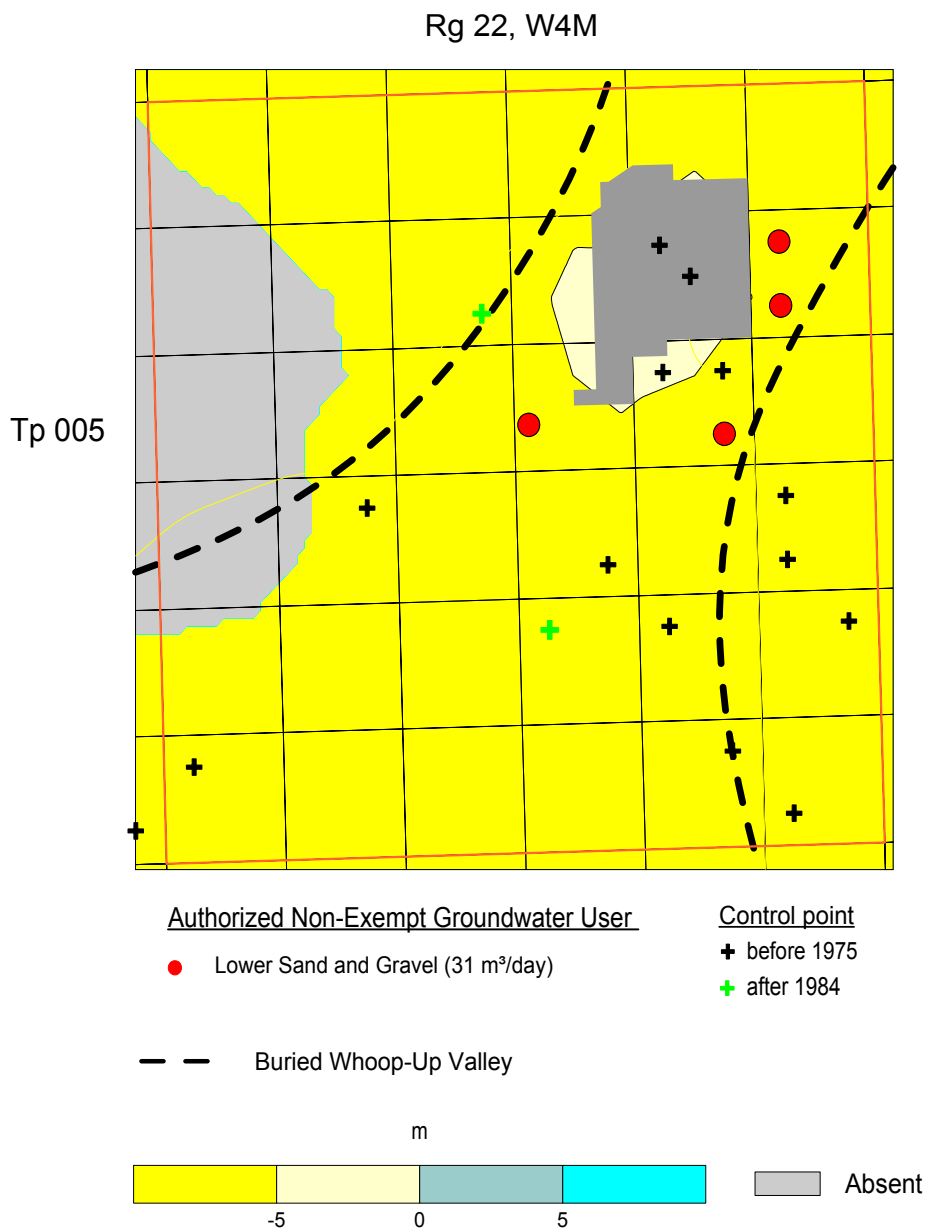 Rg 22, W4M
Tp 005
Authorized Non-Exempt Groundwater User
Lower Sand and Gravel (31 m³/day)
Control point
before 1975
after 1984
Buried Whoop-Up Valley
m
-5 0 5
Absent